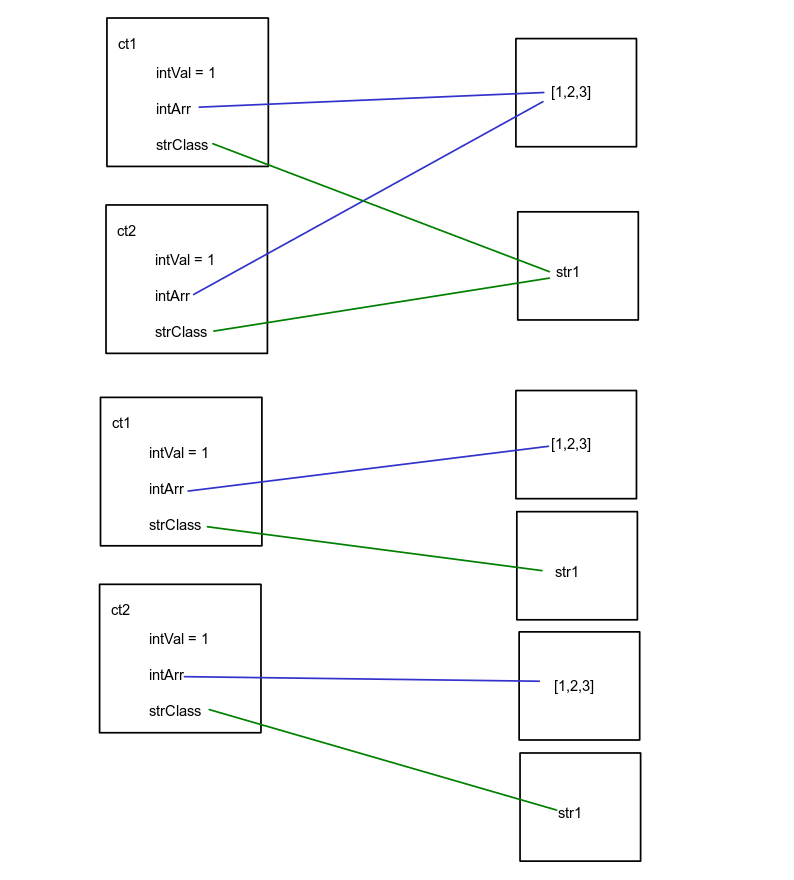 ct1
intVal = 1
intArr
strClass
[1,2,3]
ct2
intVal = 1
intArr
strClass
str1
ct1
intVal = 1
intArr
strClass
[1,2,3]
str1
ct2
intVal = 1
intArr
strClass
[1,2,3]
str1